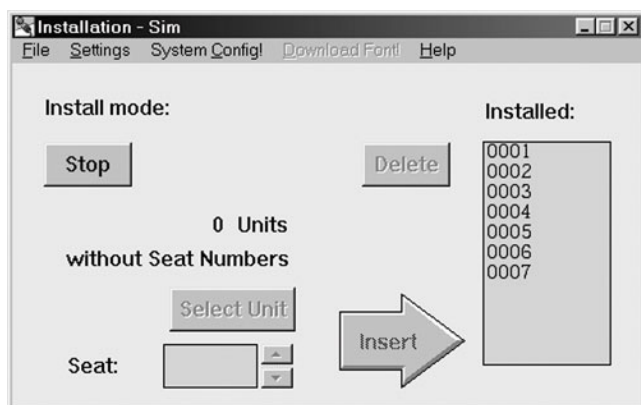 Installation - Sim
File Settings System Config! Download Font! Help
Install mode:
Installed:
Stop
Delete
0001
0002
0003
0004
0005
0006
0007
0 Units
without Seat Numbers
Select Unit
Insert
Seat: